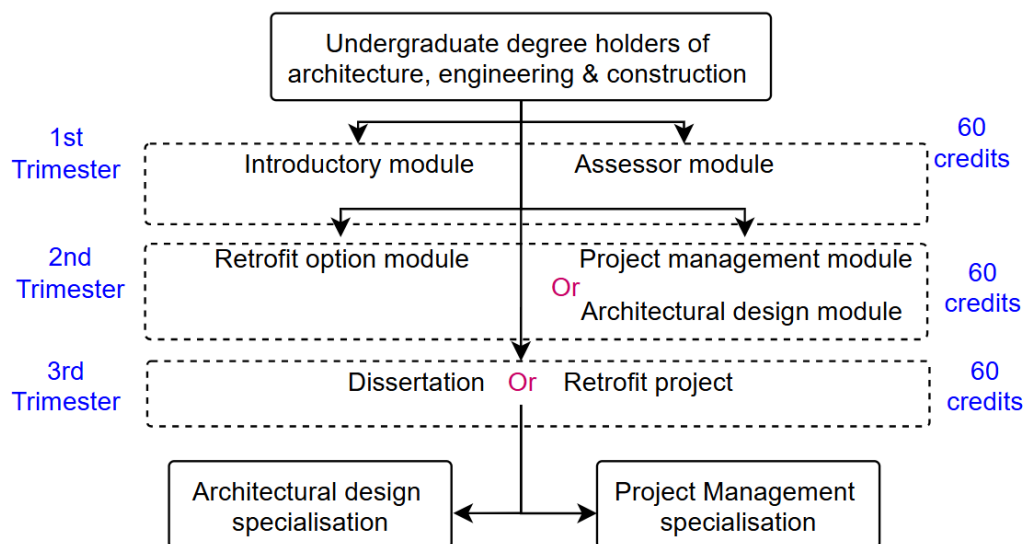 Undergraduate degree holders of
architecture, engineering & construction
1st
Trimester
Introductory module
Assessor module
60
credits
2nd
Trimester
Retrofit option module
Project management module
Or
Architectural design module
60
credits
3rd
Trimester
Dissertation Or Retrofit project
60
credits
Architectural design
specialisation
Project Management
specialisation